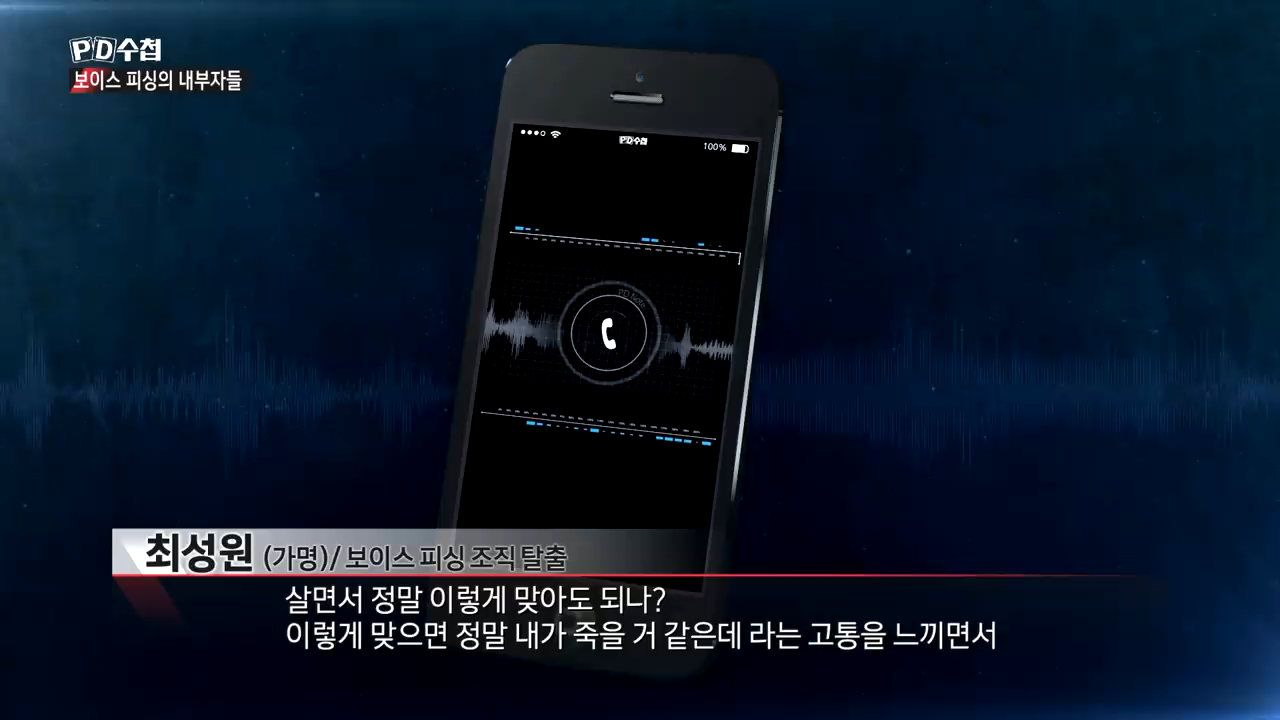 PD수첩
보이스 피싱의 내부자들
PD수첩
100%
PD Note
최성원 (가명)/ 보이스 피싱 조직 탈출
살면서 정말 이렇게 맞아도 되나?
이렇게 맞으면 정말 내가 죽을 거 같은데 라는 고통을 느끼면서